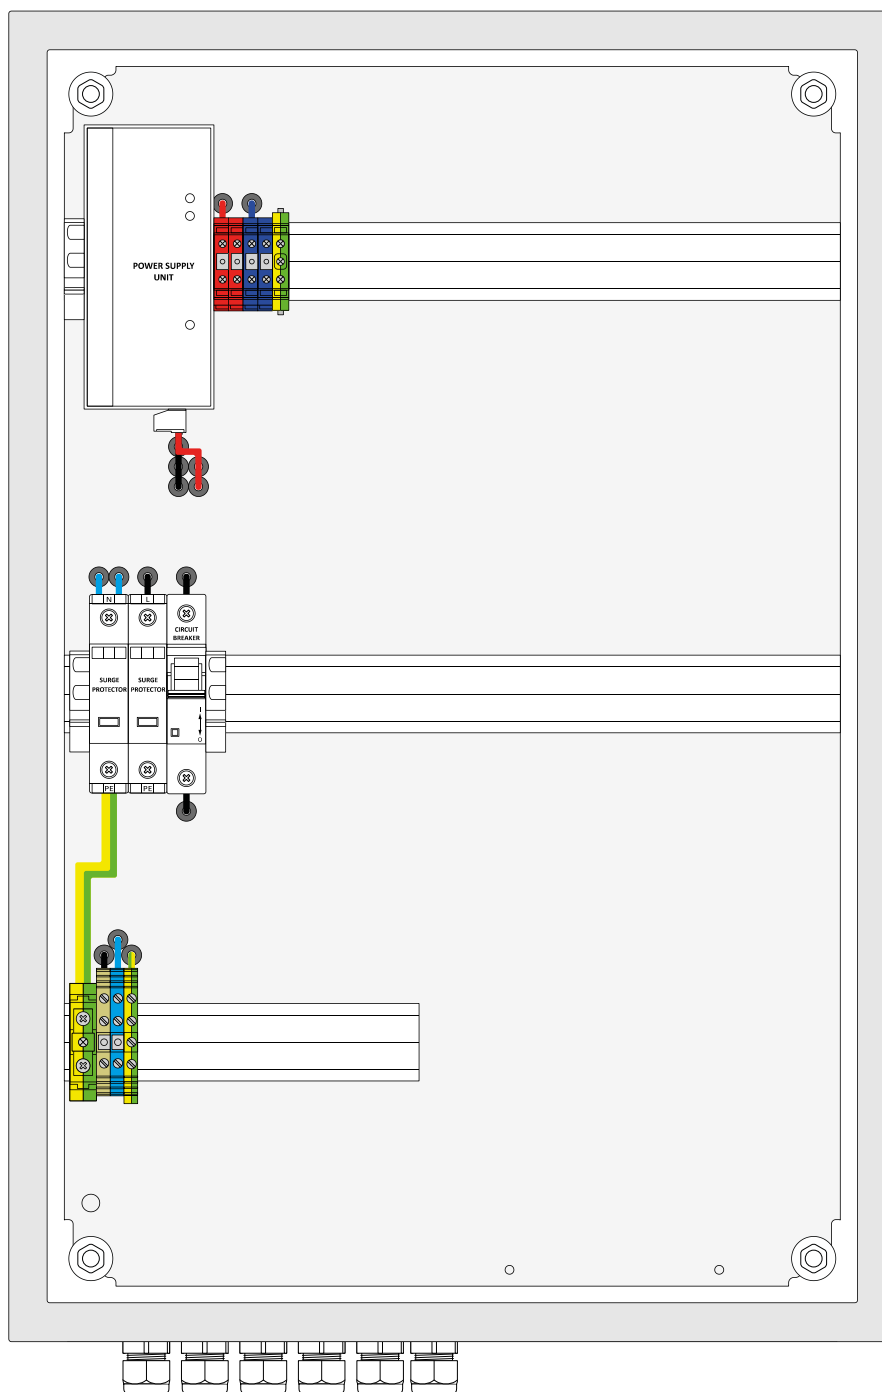 POWER SUPPLY
UNIT
N
L
CIRCUIT
BREAKER
SURGE
PROTECTOR
SURGE
PROTECTOR
I
O
PE
PE